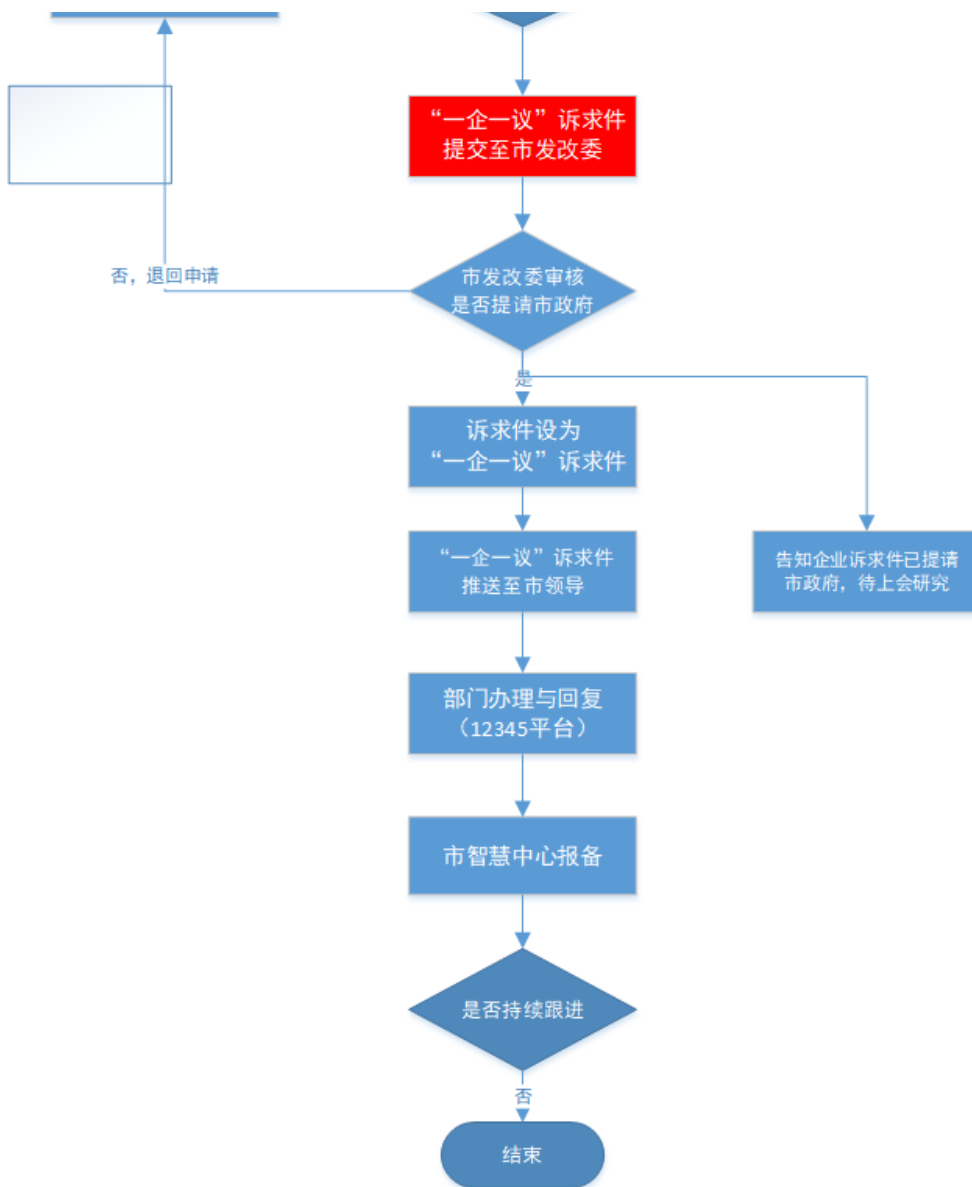 “一企一议”诉求件
提交至市发改委
市发改委审核
是否提请市政府
否，退回申请
是
诉求件设为
“一企一议”诉求件
“一企一议”诉求件
推送至市领导
告知企业诉求件已提请
市政府，待上会研究
部门办理与回复
（12345平台）
市智慧中心报备
是否持续跟进
否
结束